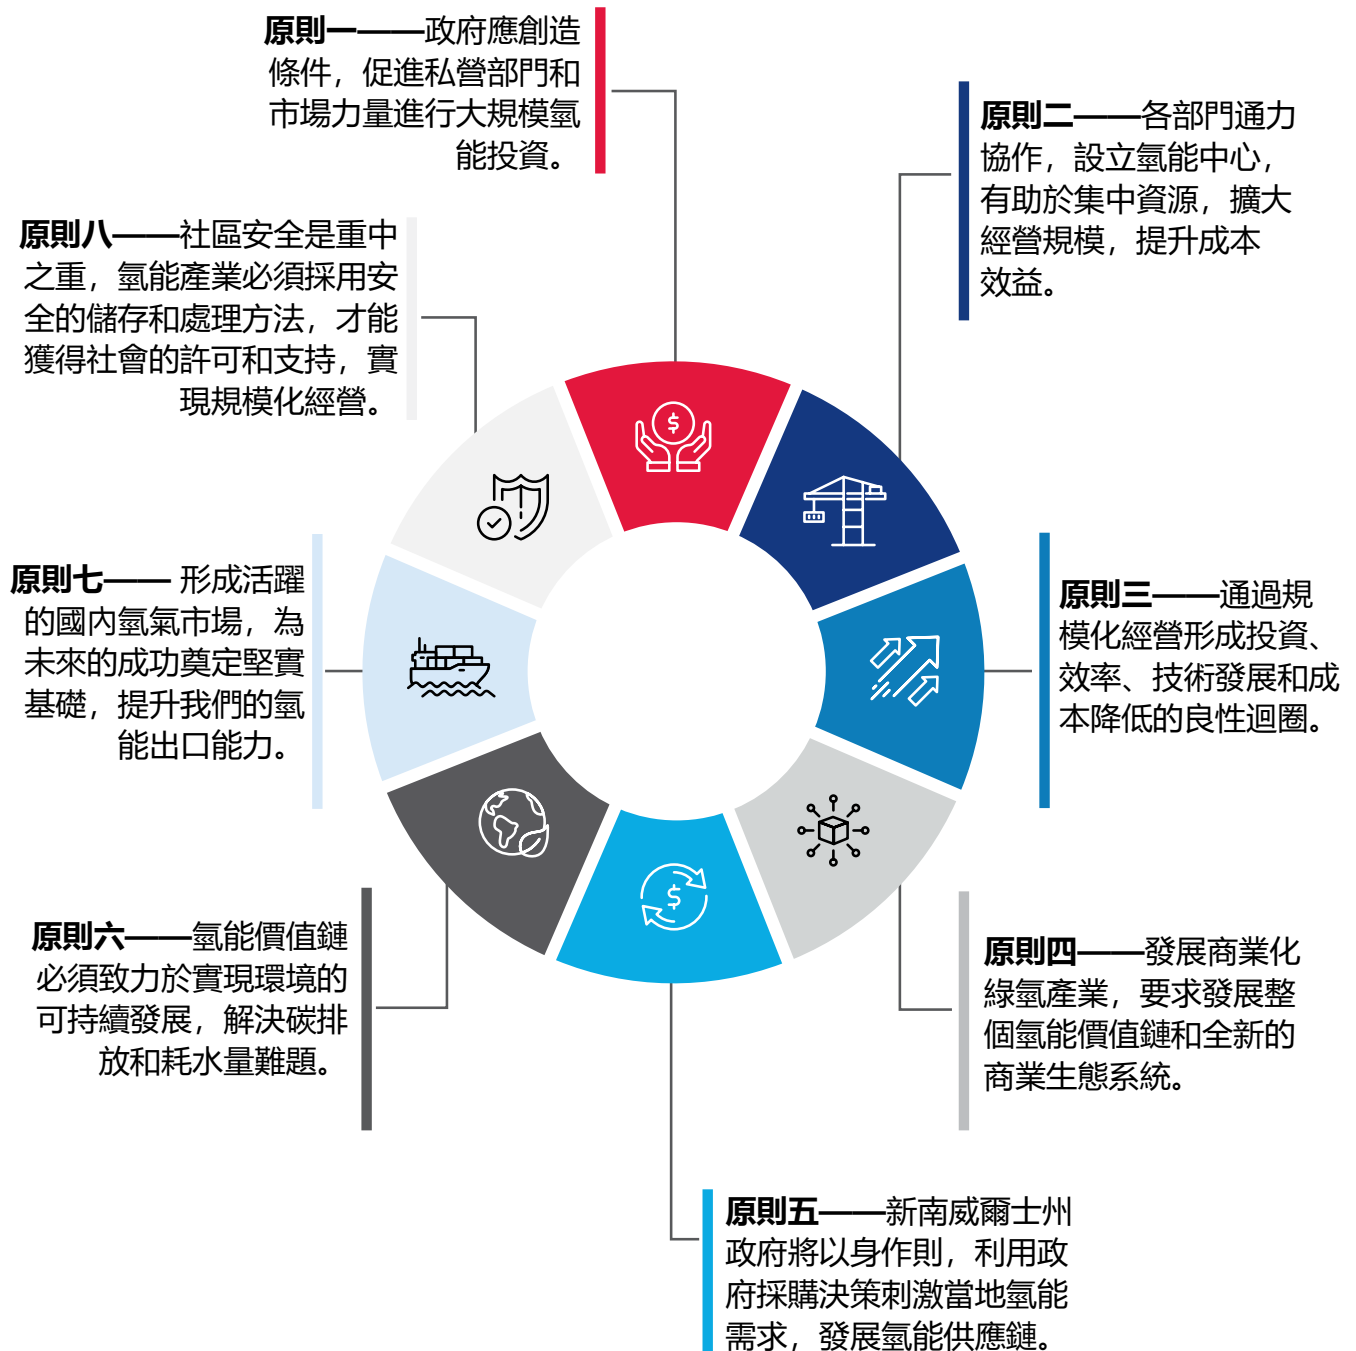 原則一——政府應創造
條件，促進私營部門和
市場力量進行大規模氫
能投資。
原則二——各部門通力
協作，設立氫能中心，
有助於集中資源，擴大
經營規模，提升成本
效益。
原則三——通過規
模化經營形成投資、
效率、技術發展和成
本降低的良性迴圈。
原則四——發展商業化
綠氫產業，要求發展整
個氫能價值鏈和全新的
商業生態系統。
原則五——新南威爾士州
政府將以身作則，利用政
府採購決策刺激當地氫能
需求，發展氫能供應鏈。
原則六——氫能價值鏈
必須致力於實現環境的
可持續發展，解決碳排
放和耗水量難題。
原則七—— 形成活躍
的國內氫氣市場，為
未來的成功奠定堅實
基礎，提升我們的氫
能出口能力。
原則八——社區安全是重中
之重，氫能產業必須採用安
全的儲存和處理方法，才能
獲得社會的許可和支持，實
現規模化經營。
$
$